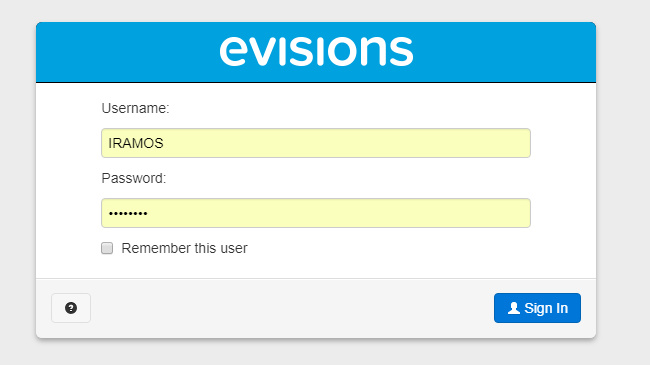 evisions
Username:
IRAMOS
Password:
••••••••
Remember this user
?
Sign In